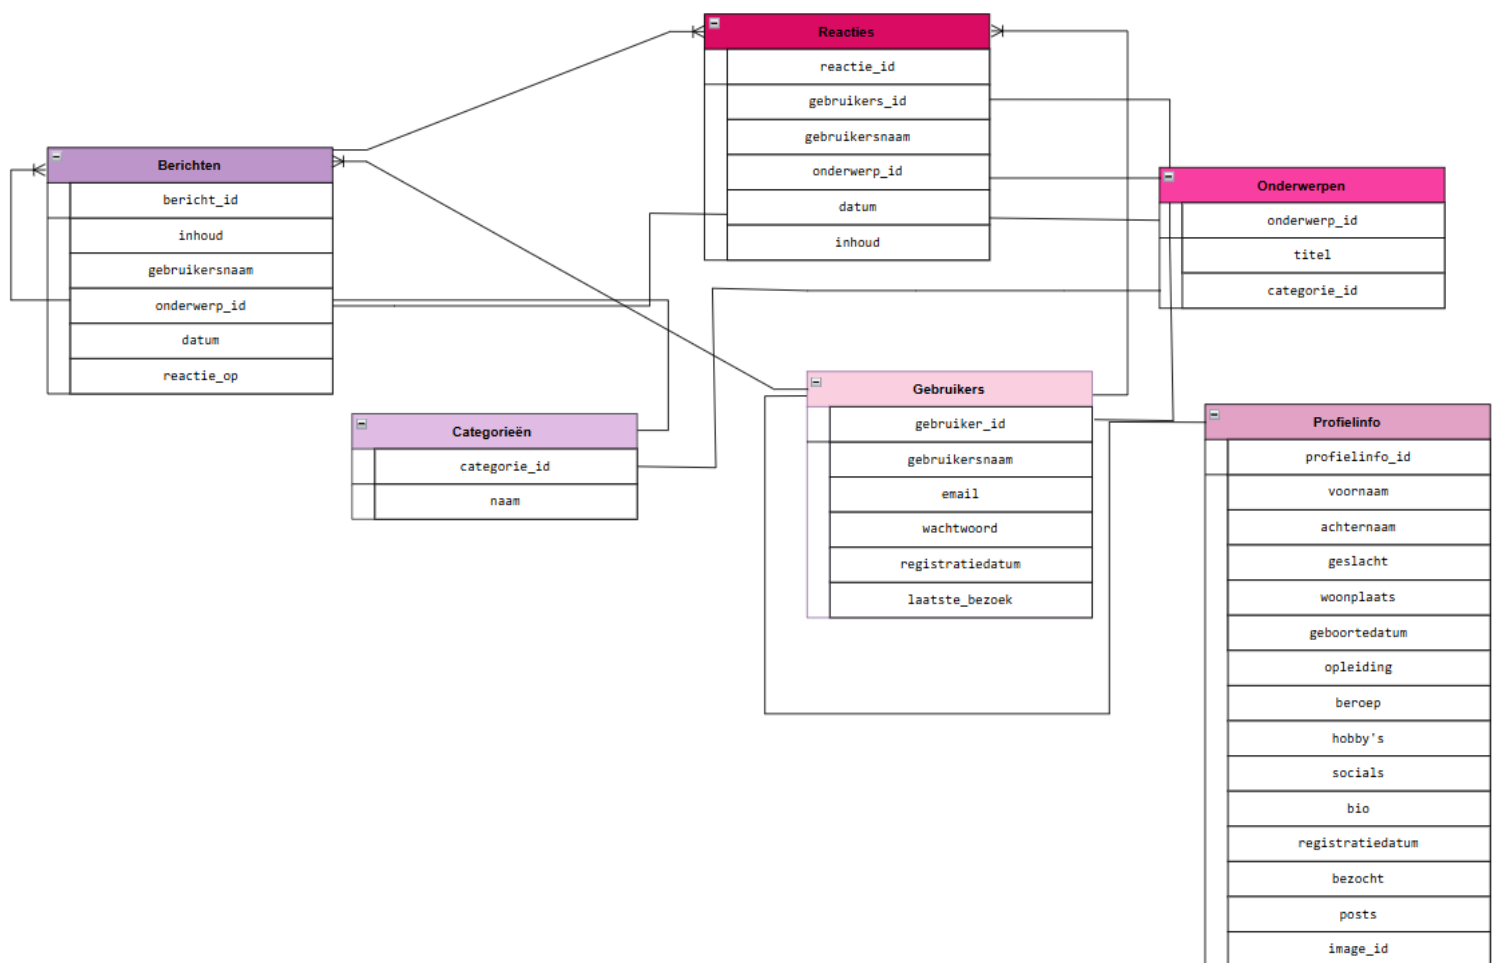 Reacties
reactie_id
gebruikers_id
gebruikersnaam
onderwerp_id
datum
inhoud
Berichten
bericht_id
inhoud
gebruikersnaam
onderwerp_id
datum
reactie_op
Onderwerpen
onderwerp_id
titel
categorie_id
Categorieën
categorie_id
naam
Gebruikers
gebruiker_id
gebruikersnaam
email
wachtwoord
registratiedatum
laatste_bezoek
Profielinfo
profielinfo_id
voornaam
achternaam
geslacht
woonplaats
geboortedatum
opleiding
beroep
hobby's
socials
bio
registratiedatum
bezocht
posts
image_id